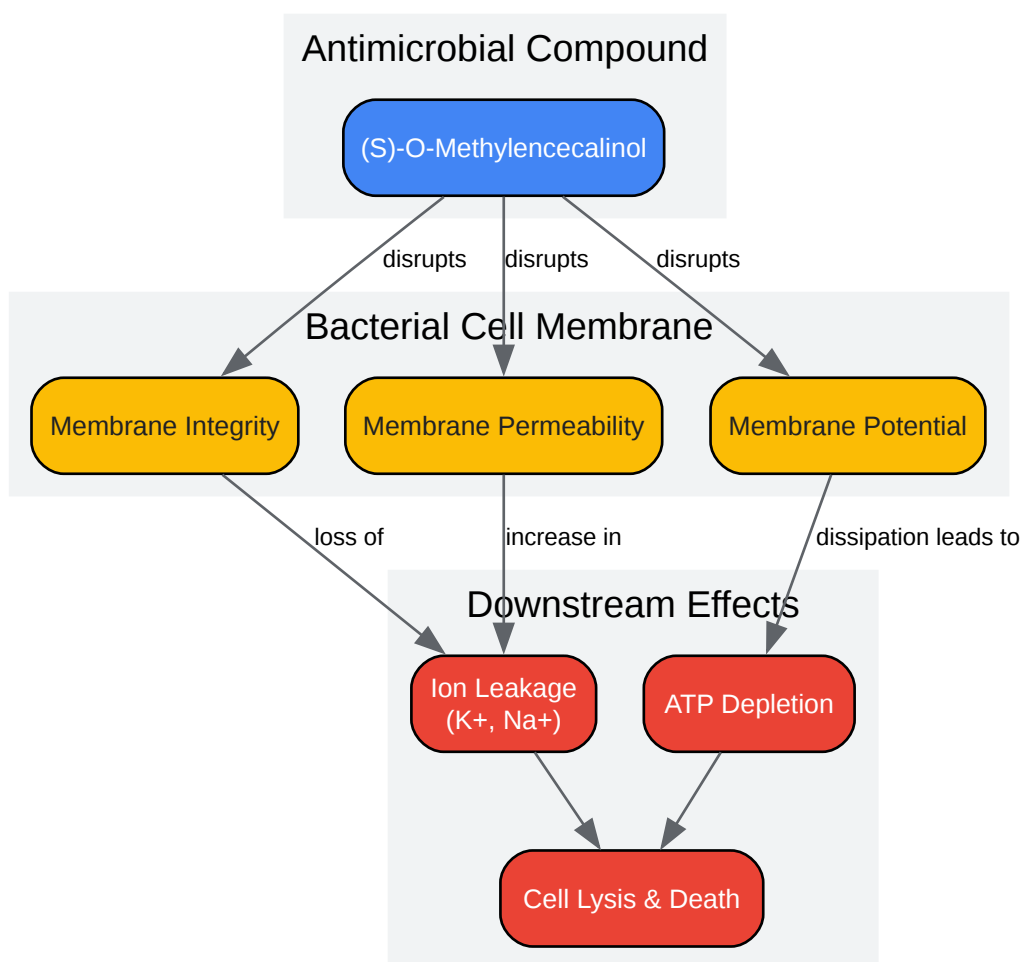 Antimicrobial Compound
(S)-O-Methylencecalinol
disrupts
disrupts
disrupts
Bacterial Cell Membrane
Membrane Integrity
Membrane Permeability
Membrane Potential
loss of
increase in
dissipation leads to
Downstream Effects
Ion Leakage
(K+, Na+)
ATP Depletion
Cell Lysis & Death